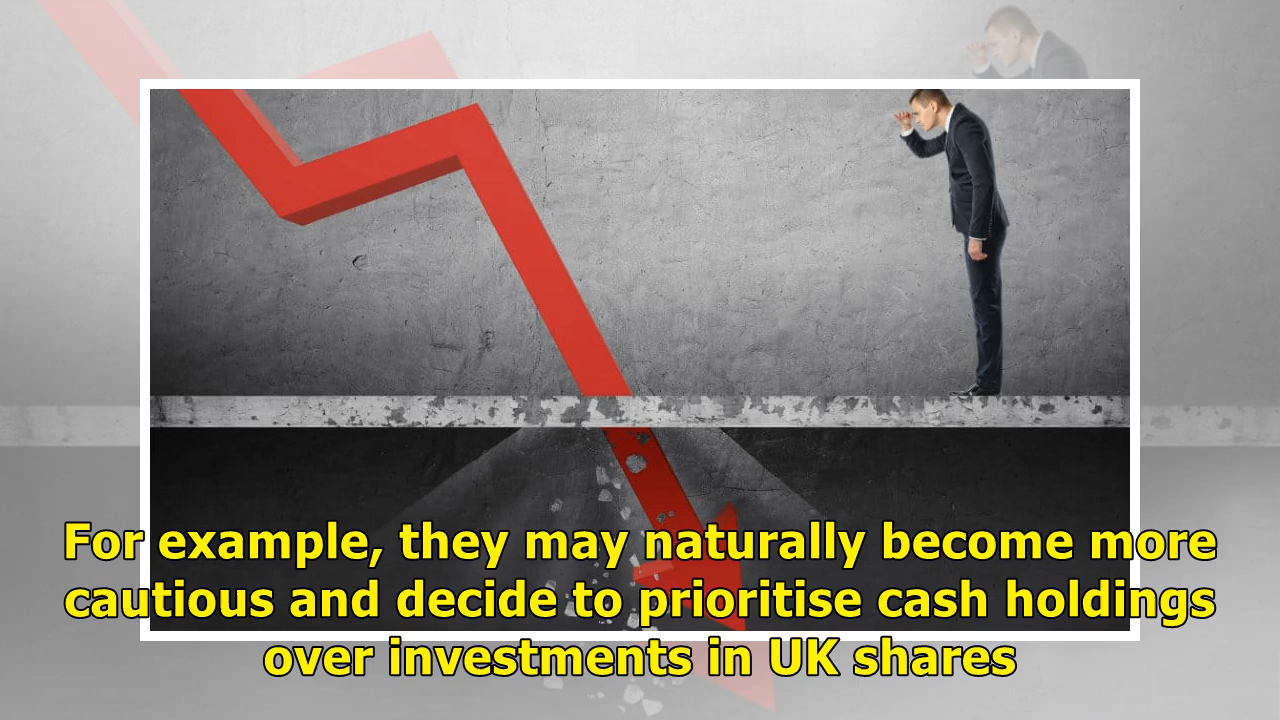 For example, they may naturally become more
cautious and decide to prioritise cash holdings
over investments in UK shares